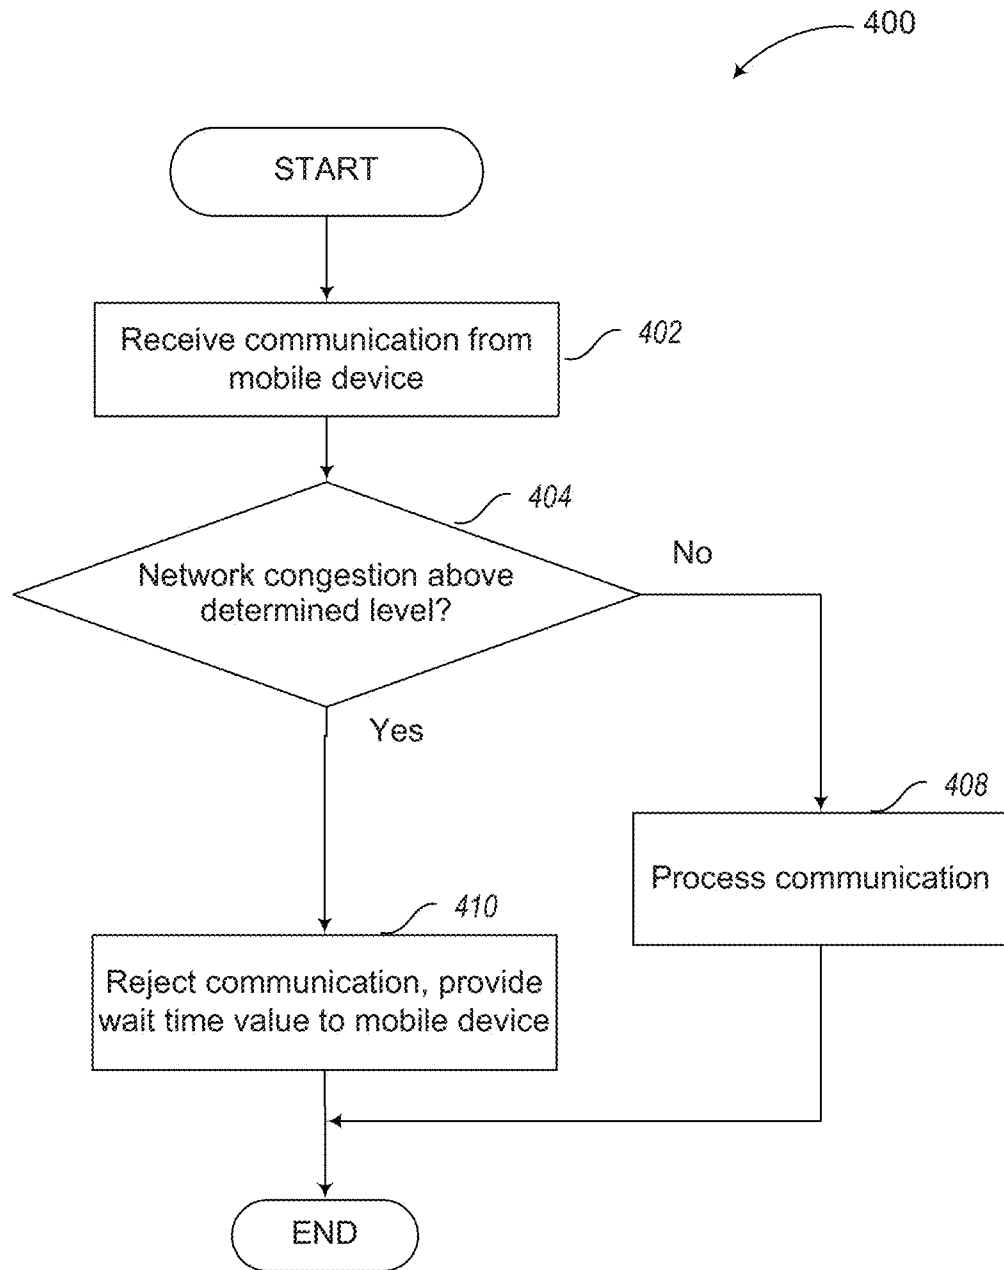 400
START
Receive communication from
mobile device
402
404
Network congestion above
determined level?
No
Yes
408
Process communication
410
Reject communication, provide
wait time value to mobile device
END